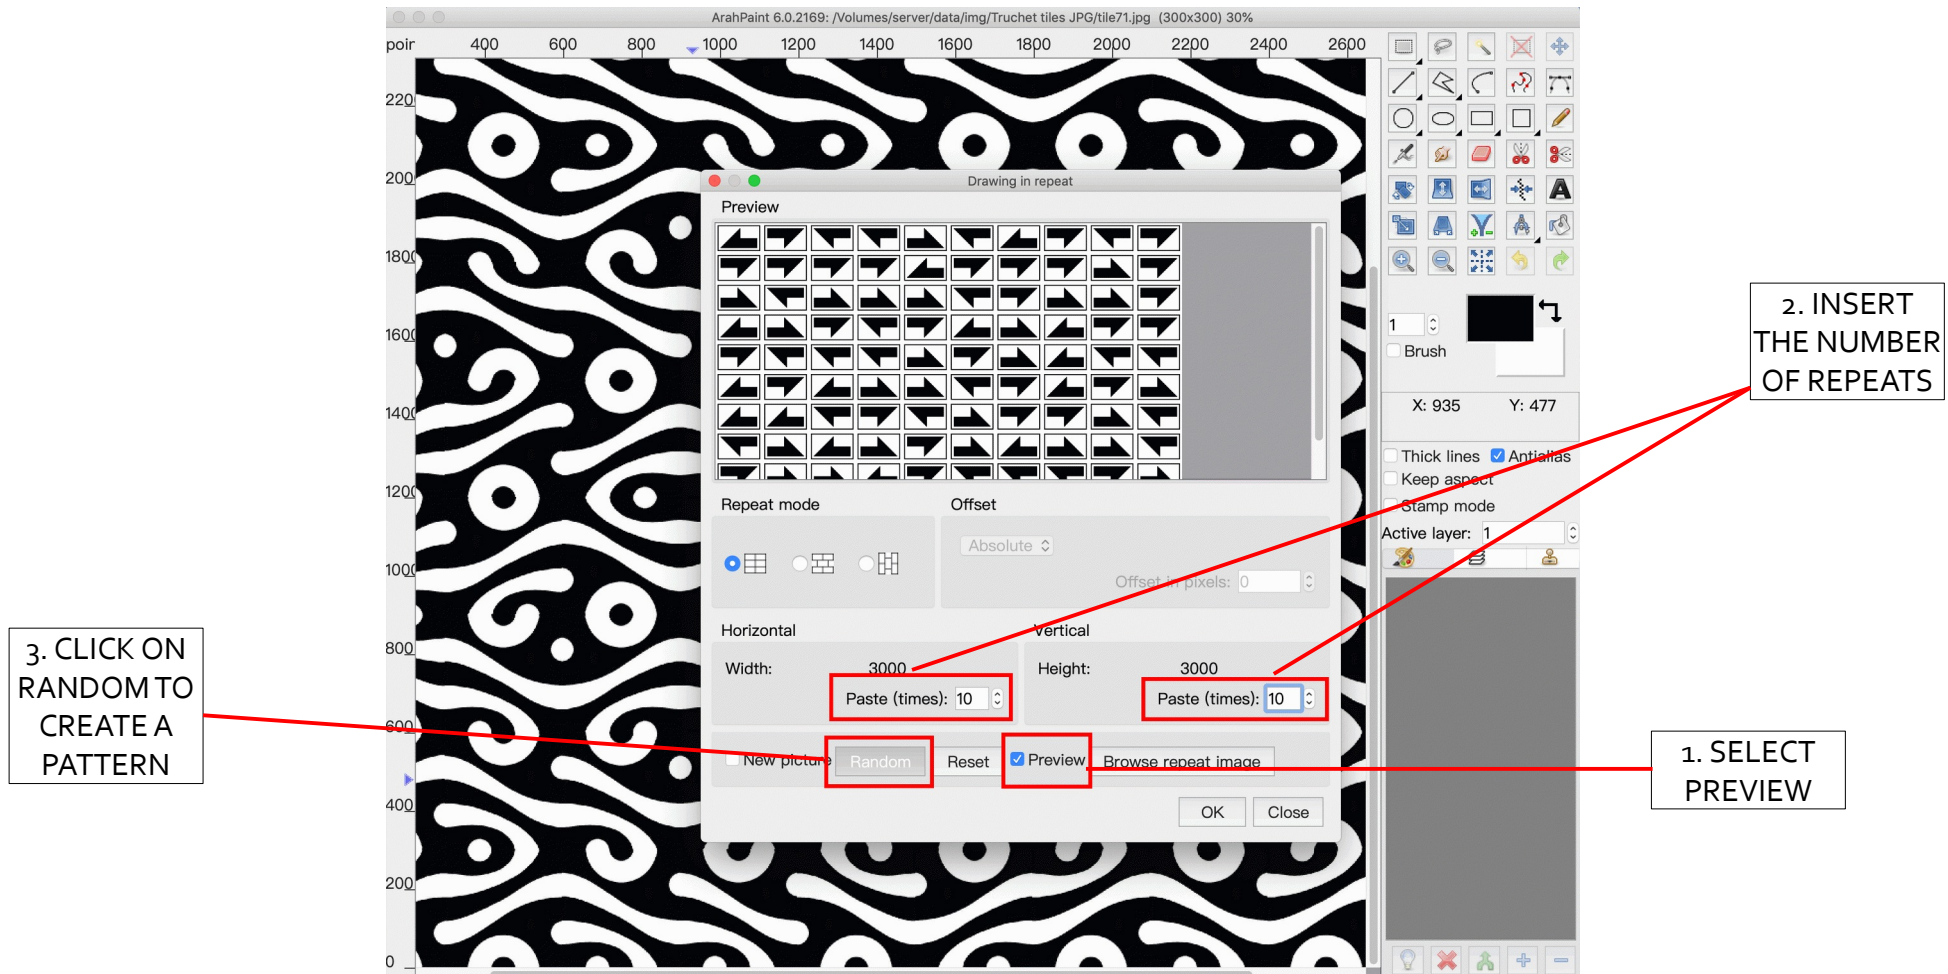 ArahPaint 6.0.2169: /Volumes/server/data/img/Truchet tiles JPG/tile71.jpg (300x300) 30%
poir 400 600 800 1000 1200 1400 1600 1800 2000 2200 2400 2600
220
200
1800
1600
1400
1200
1000
800
600
400
200
0
Drawing in repeat
Preview
Repeat mode
Offset
Absolute
Offset in pixels: 0
Horizontal
Vertical
Width: 3000
Height: 3000
Paste (times): 10
Paste (times): 10
New picture
Random
Reset
Preview
Browse repeat image
OK
Close
A
1
Brush
X: 935 Y: 477
Thick lines
Antialias
Keep aspect
Stamp mode
Active layer: 1
2. INSERT
THE NUMBER
OF REPEATS
3. CLICK ON
RANDOM TO
CREATE A
PATTERN
1. SELECT
PREVIEW